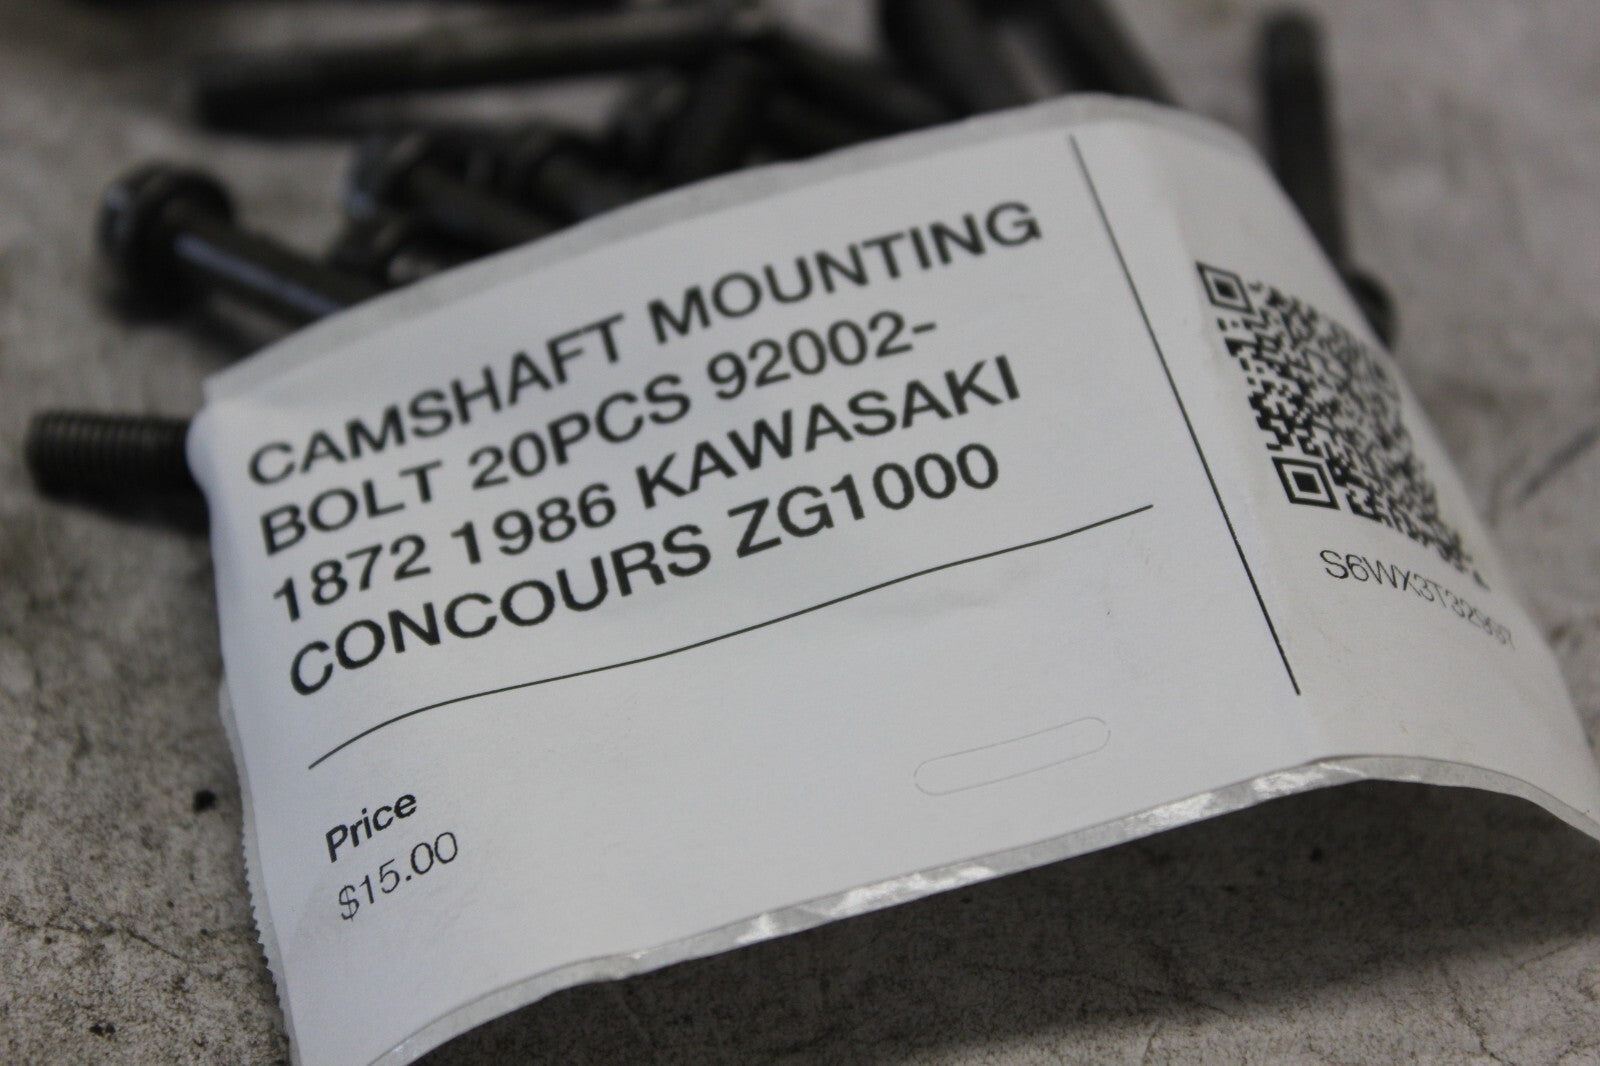 CAMSHAFT MOUNTING
BOLT 20PCS 92002-
1872 1986 KAWASAKI
CONCOURS ZG1000
Price
$15.00